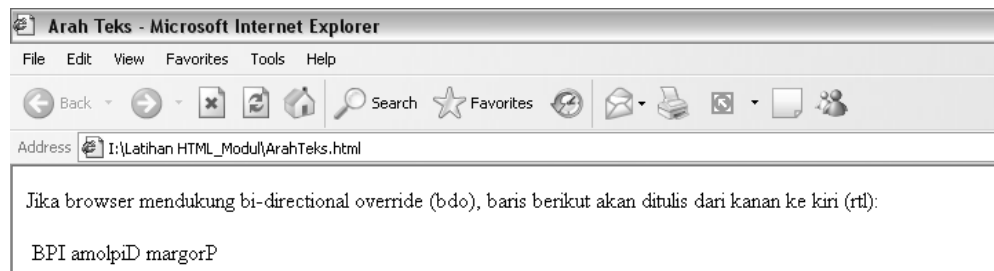 Arah Teks - Microsoft Internet Explorer
File Edit View Favorites Tools Help
Back Search Favorites
Address I:\Latihan HTML_Modul\ArahTeks.html
Jika browser mendukung bi-directional override (bdo), baris berikut akan ditulis dari kanan ke kiri (rtl):
BPI amolpiD margorP